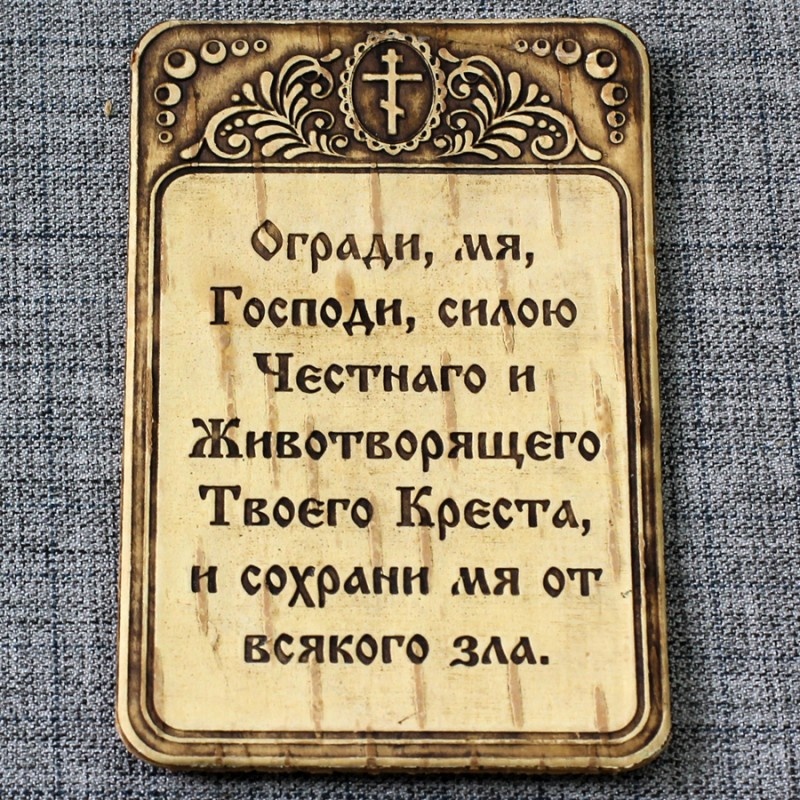 Огради, мя,
Господи, силою
Честнаго и
Животворящего
Твоего Креста,
и сохрани мя от
всякого зла.